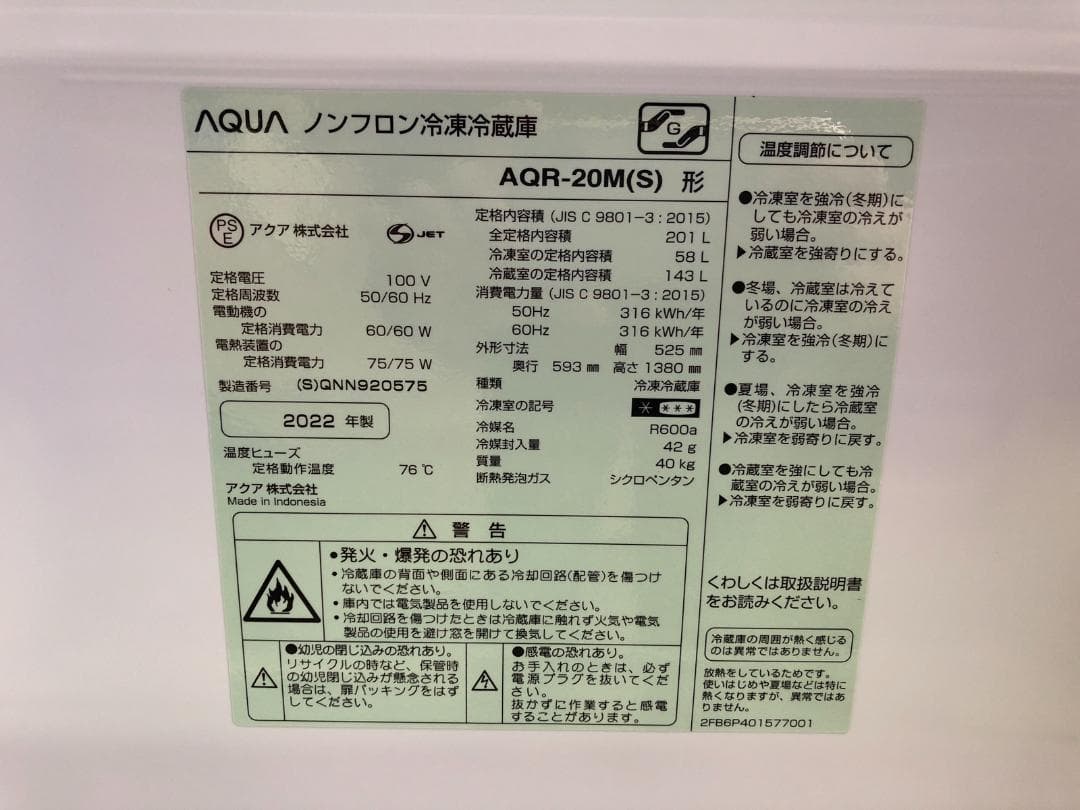 AQUA ノンフロン冷凍冷蔵庫
G
AQR-20M(S) 形
PS
E
アクア 株式会社
S JET
定格電圧 100 V
定格周波数 50/60 Hz
電動機の
定格消費電力 60/60 W
電熱装置の
定格消費電力 75/75 W
製造番号 (S)QNN920575
2022 年製
温度ヒューズ
定格動作温度 76 ℃
アクア 株式会社
Made in Indonesia
定格内容積 (JIS C 9801-3 : 2015)
全定格内容積 201 L
冷凍室の定格内容積 58 L
冷蔵室の定格内容積 143 L
消費電力量 (JIS C 9801-3 : 2015)
50Hz 316 kWh/年
60Hz 316 kWh/年
外形寸法 幅 525 ㎜
奥行 593 ㎜ 高さ 1380 ㎜
種類 冷凍冷蔵庫
冷凍室の記号 * ***
冷媒名 R600a
冷媒封入量 42 g
質量 40 kg
断熱発泡ガス シクロペンタン
⚠ 警 告
•発火・爆発の恐れあり
•冷蔵庫の背面や側面にある冷却回路(配管)を傷つけ
ないでください。
•庫内では電気製品を使用しないでください。
•冷却回路を傷つけたときは冷蔵庫に触れず火気や電気
製品の使用を避け窓を開けて換気してください。
●幼児の閉じ込みの恐れあり。
リサイクルの時など、保管時
の幼児閉じ込みが懸念される
場合は、扉パッキングをはず
してください。
●感電の恐れあり。
お手入れのときは、必ず
電源プラグを抜いてくだ
さい。
抜かずに作業すると感電
することがあります。
温度調節について
●冷凍室を強冷(冬期)に
しても冷凍室の冷えが
弱い場合。
▶冷蔵室を強寄りにする。
●冬場、冷蔵室は冷えて
いるのに冷凍室の冷え
が弱い場合。
▶冷凍室を強冷(冬期)に
する。
●夏場、冷凍室を強冷
(冬期)にしたら冷蔵室
の冷えが弱い場合。
▶冷凍室を弱寄りに戻す。
●冷蔵室を強にしても冷
蔵室の冷えが弱い場合。
▶冷凍室を弱寄りに戻す。
くわしくは取扱説明書
をお読みください。
冷蔵庫の周囲が熱く感じる
のは異常ではありません。
放熱をしているためです。
使いはじめや夏場などは特に
熱くなりますが、異常ではあ
りません。
2FB6P401577001